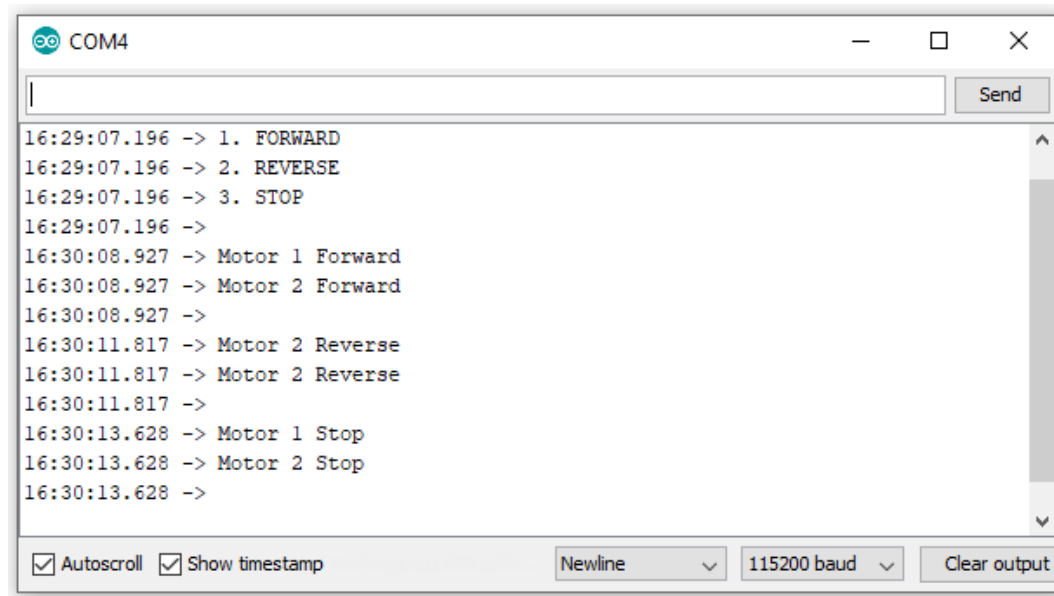 COM4
Send
16:29:07.196 -> 1. FORWARD
16:29:07.196 -> 2. REVERSE
16:29:07.196 -> 3. STOP
16:29:07.196 ->
16:30:08.927 -> Motor 1 Forward
16:30:08.927 -> Motor 2 Forward
16:30:08.927 ->
16:30:11.817 -> Motor 2 Reverse
16:30:11.817 -> Motor 2 Reverse
16:30:11.817 ->
16:30:13.628 -> Motor 1 Stop
16:30:13.628 -> Motor 2 Stop
16:30:13.628 ->
Autoscroll Show timestamp Newline 115200 baud Clear output